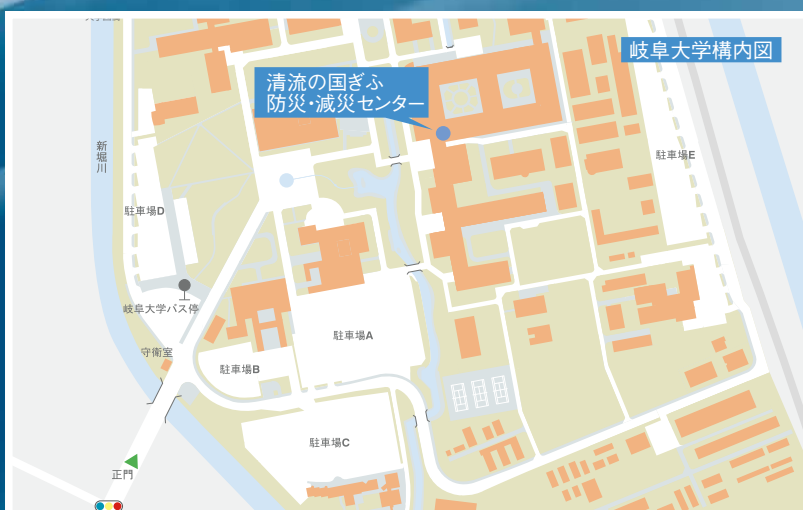 岐阜大学構内図
清流の国ぎふ
防災・減災センター
新堀川
駐車場E
駐車場D
岐阜大学バス停
駐車場A
守衛室
駐車場B
駐車場C
正門